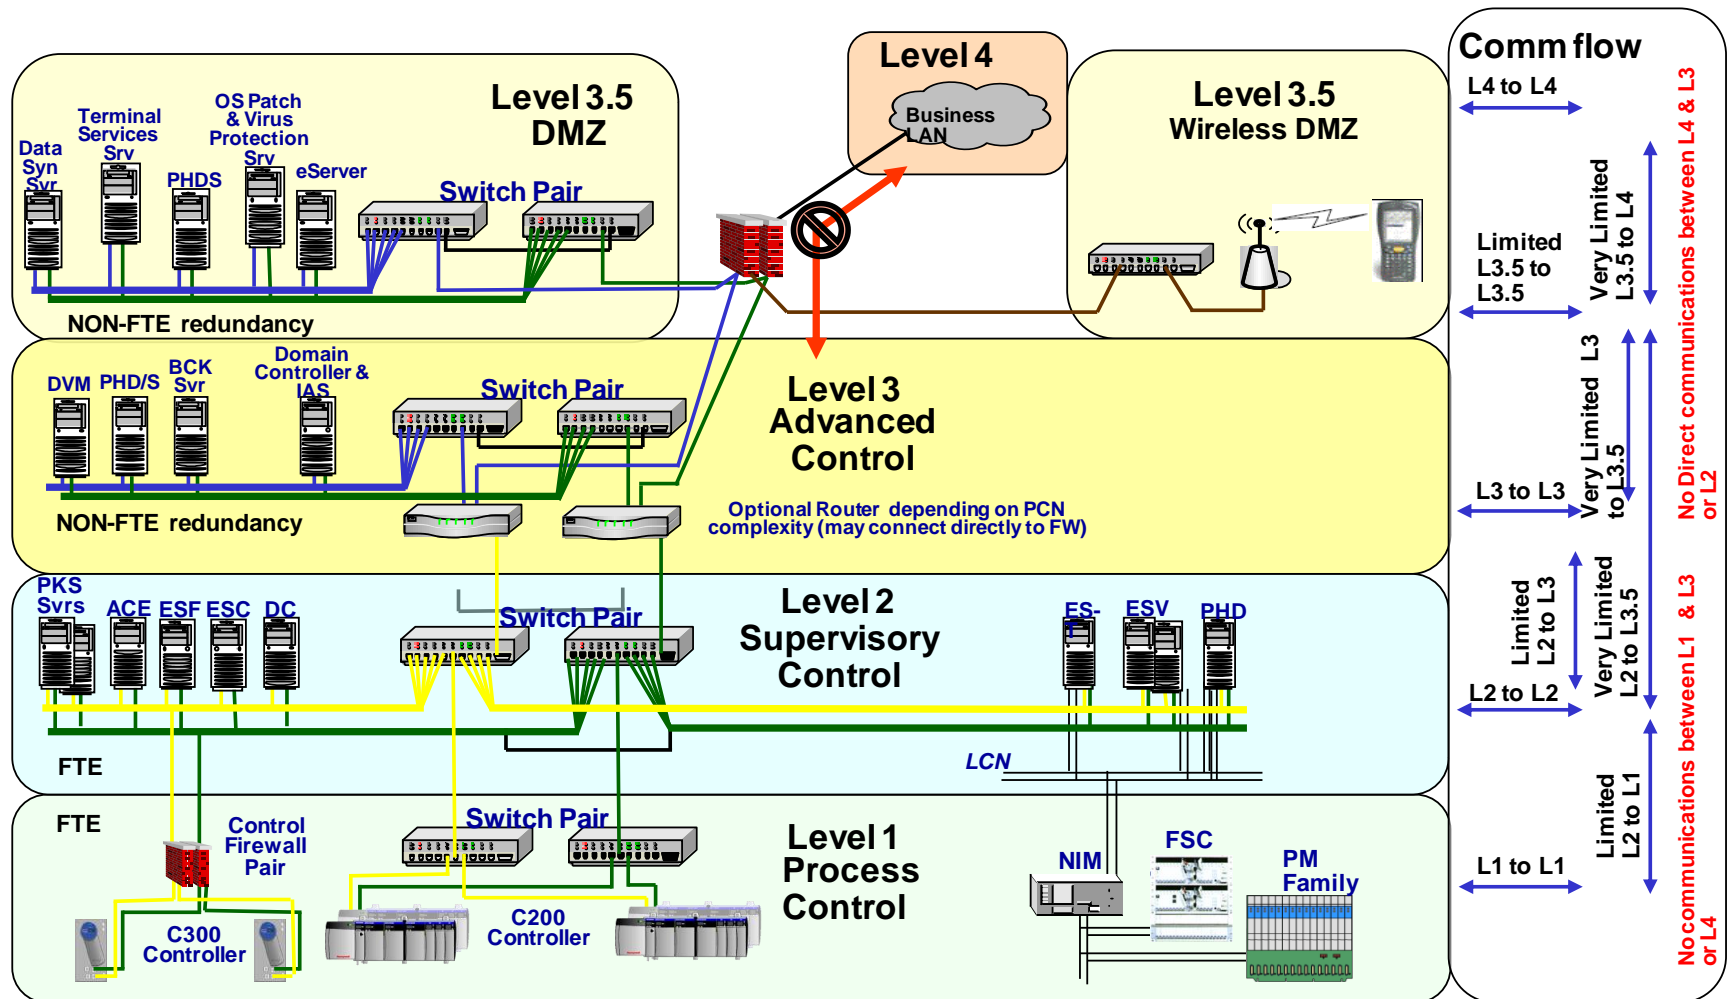 Level 3.5
DMZ
Data
Syn
Svr
Terminal
Services
Srv
PHDS
OS Patch
& Virus
Protection
Srv
eServer
Switch Pair
NON-FTE redundancy
Level 4
Business
LAN
Level 3.5
Wireless DMZ
DVM
PHD/S
BCK
Svr
Domain
Controller &
IAS
Switch Pair
Level 3
Advanced
Control
NON-FTE redundancy
Optional Router depending on PCN
complexity (may connect directly to FW)
PKS
Svrs
ACE
ESF
ESC
DC
Switch Pair
Level 2
Supervisory
Control
ES-
T
ESV
PHD
FTE
LCN
FTE
Control
Firewall
Pair
Switch Pair
Level 1
Process
Control
C300
Controller
C200
Controller
NIM
FSC
PM
Family
Comm flow
L4 to L4
Limited
L3.5 to
L3.5
Very Limited
L3.5 to L4
L3 to L3
Very Limited L3
to L3.5
Limited
L2 to L3
Very Limited
L2 to L3.5
L2 to L2
Limited
L2 to L1
L1 to L1
No Direct communications between L4 & L3
or L2
No communications between L1 & L3
or L4